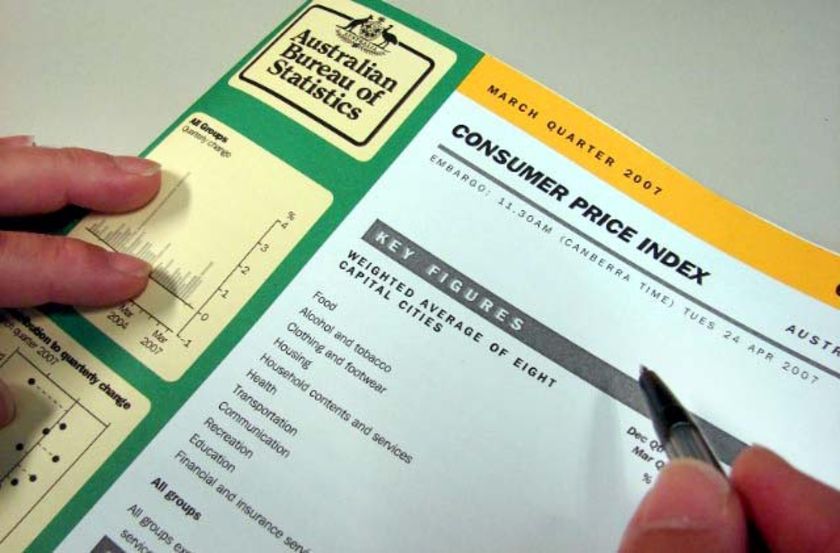 Australian
Bureau of
Statistics
MARCH QUARTER 2007
CONSUMER PRICE INDEX
EMBARGO: 11.30AM (CANBERRA TIME) TUES 24 APR 2007
All Groups
Quarterly change
%
4
3
2
1
0
-1
Mar
2004
Mar
2007
to quarterly change
quarter 2007
KEY FIGURES
WEIGHTED AVERAGE OF EIGHT
CAPITAL CITIES
Dec
Mar
%
Food
Alcohol and tobacco
Clothing and footwear
Housing
Household contents and services
Health
Transportation
Communication
Recreation
Education
Financial and insurance
All groups
All groups